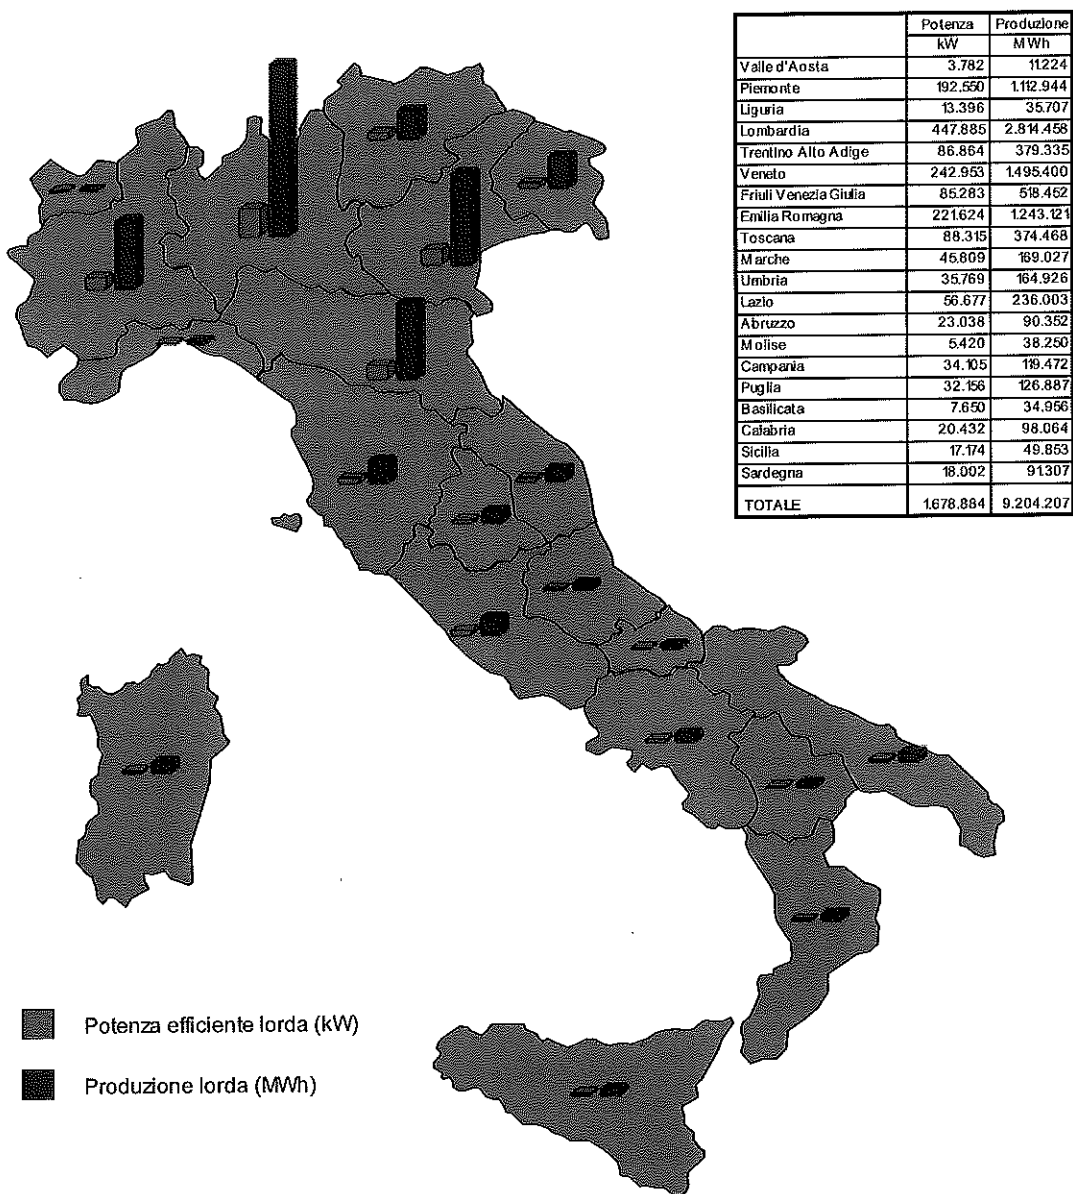 Potenza Produzione
kW MWh
Valle d'Aosta 3.782 11.224
Piemonte 192.550 1.112.944
Liguria 13.396 35.707
Lombardia 447.885 2.814.458
Trentino Alto Adige 86.864 379.335
Veneto 242.953 1.495.400
Friuli Venezia Giulia 85.283 518.452
Emilia Romagna 221.624 1.243.121
Toscana 88.315 374.468
Marche 45.809 169.027
Umbria 35.769 164.926
Lazio 56.677 236.003
Abruzzo 23.038 90.352
Molise 5.420 38.250
Campania 34.105 119.472
Puglia 32.156 126.887
Basilicata 7.650 34.956
Calabria 20.432 98.064
Sicilia 17.174 49.853
Sardegna 18.002 91.307
TOTALE 1.678.884 9.204.207
Potenza efficiente lorda (kW)
Produzione lorda (MWh)